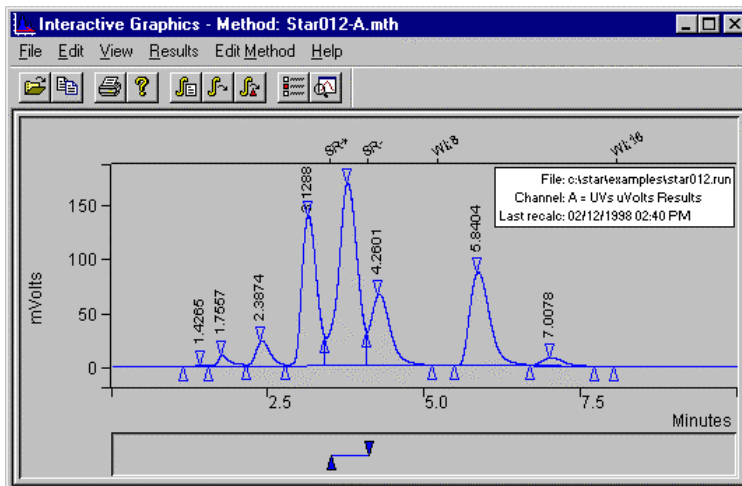 Interactive Graphics - Method: Star012-A.mth
File Edit View Results Edit Method Help
SR+ SR- WI:8 WI:16
File: c:\star\examples\star012.run
Channel: A = UVs uVolts Results
Last recalc: 02/12/1998 02:40 PM
mVolts
150
100
50
0
1.4265
1.7567
2.3874
3.1288
4.2601
5.8404
7.0078
2.5 5.0 7.5
Minutes